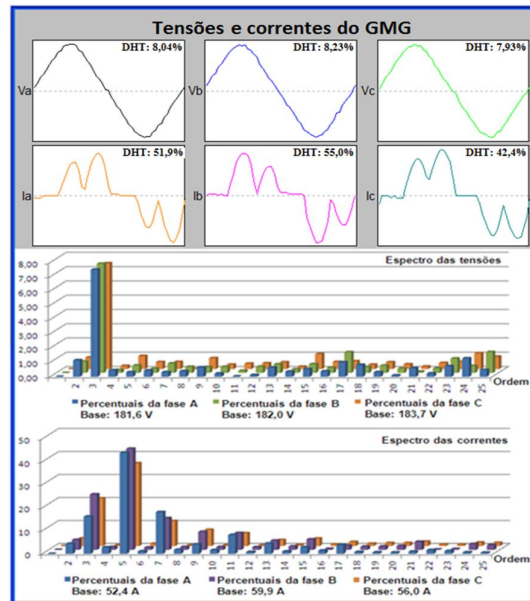 Tensões e correntes do GMG
DHT: 8,04%
Va
DHT: 8,23%
Vb
DHT: 7,93%
Vc
DHT: 51,9%
Ia
DHT: 55,0%
Ib
DHT: 42,4%
Ic
Espectro das tensões
8,00
7,00
6,00
5,00
4,00
3,00
2,00
1,00
0,00
2 3 4 5 6 7 8 9 10 11 12 13 14 15 16 17 18 19 20 21 22 23 24 25
Ordem
Percentuais da fase A Percentuais da fase B Percentuais da fase C
Base: 181,6 V Base: 182,0 V Base: 183,7 V
Espectro das correntes
50
40
30
20
10
0
2 3 4 5 6 7 8 9 10 11 12 13 14 15 16 17 18 19 20 21 22 23 24 25
Ordem
Percentuais da fase A Percentuais da fase B Percentuais da fase C
Base: 52,4 A Base: 59,9 A Base: 56,0 A